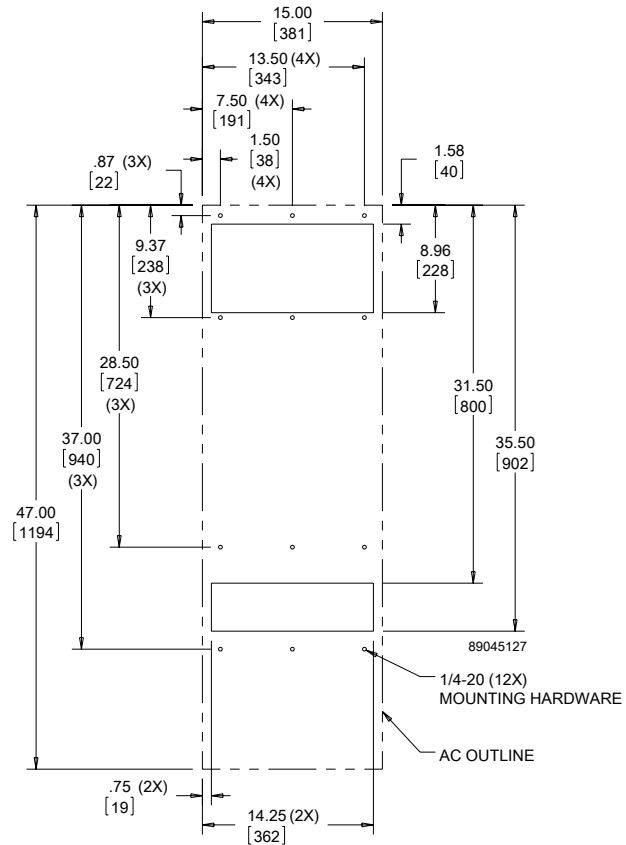 15.00
[381]
13.50 (4X)
[343]
7.50 (4X)
[191]
1.50
[38]
(4X)
.87 (3X)
[22]
1.58
[40]
9.37
[238]
(3X)
8.96
[228]
28.50
[724]
(3X)
31.50
[800]
37.00
[940]
(3X)
35.50
[902]
47.00
[1194]
89045127
1/4-20 (12X)
MOUNTING HARDWARE
AC OUTLINE
.75 (2X)
[19]
14.25 (2X)
[362]